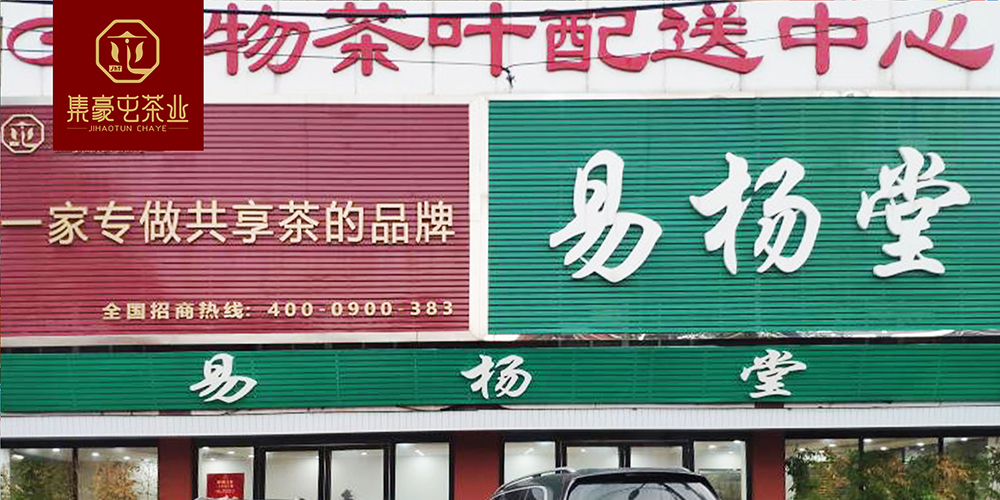 物茶叶配送中心
JHT
集豪屯茶业
JIHAOTUN CHAYE
一家专做共享茶的品牌
全国招商热线: 400-0900-383
易杨堂
易杨堂